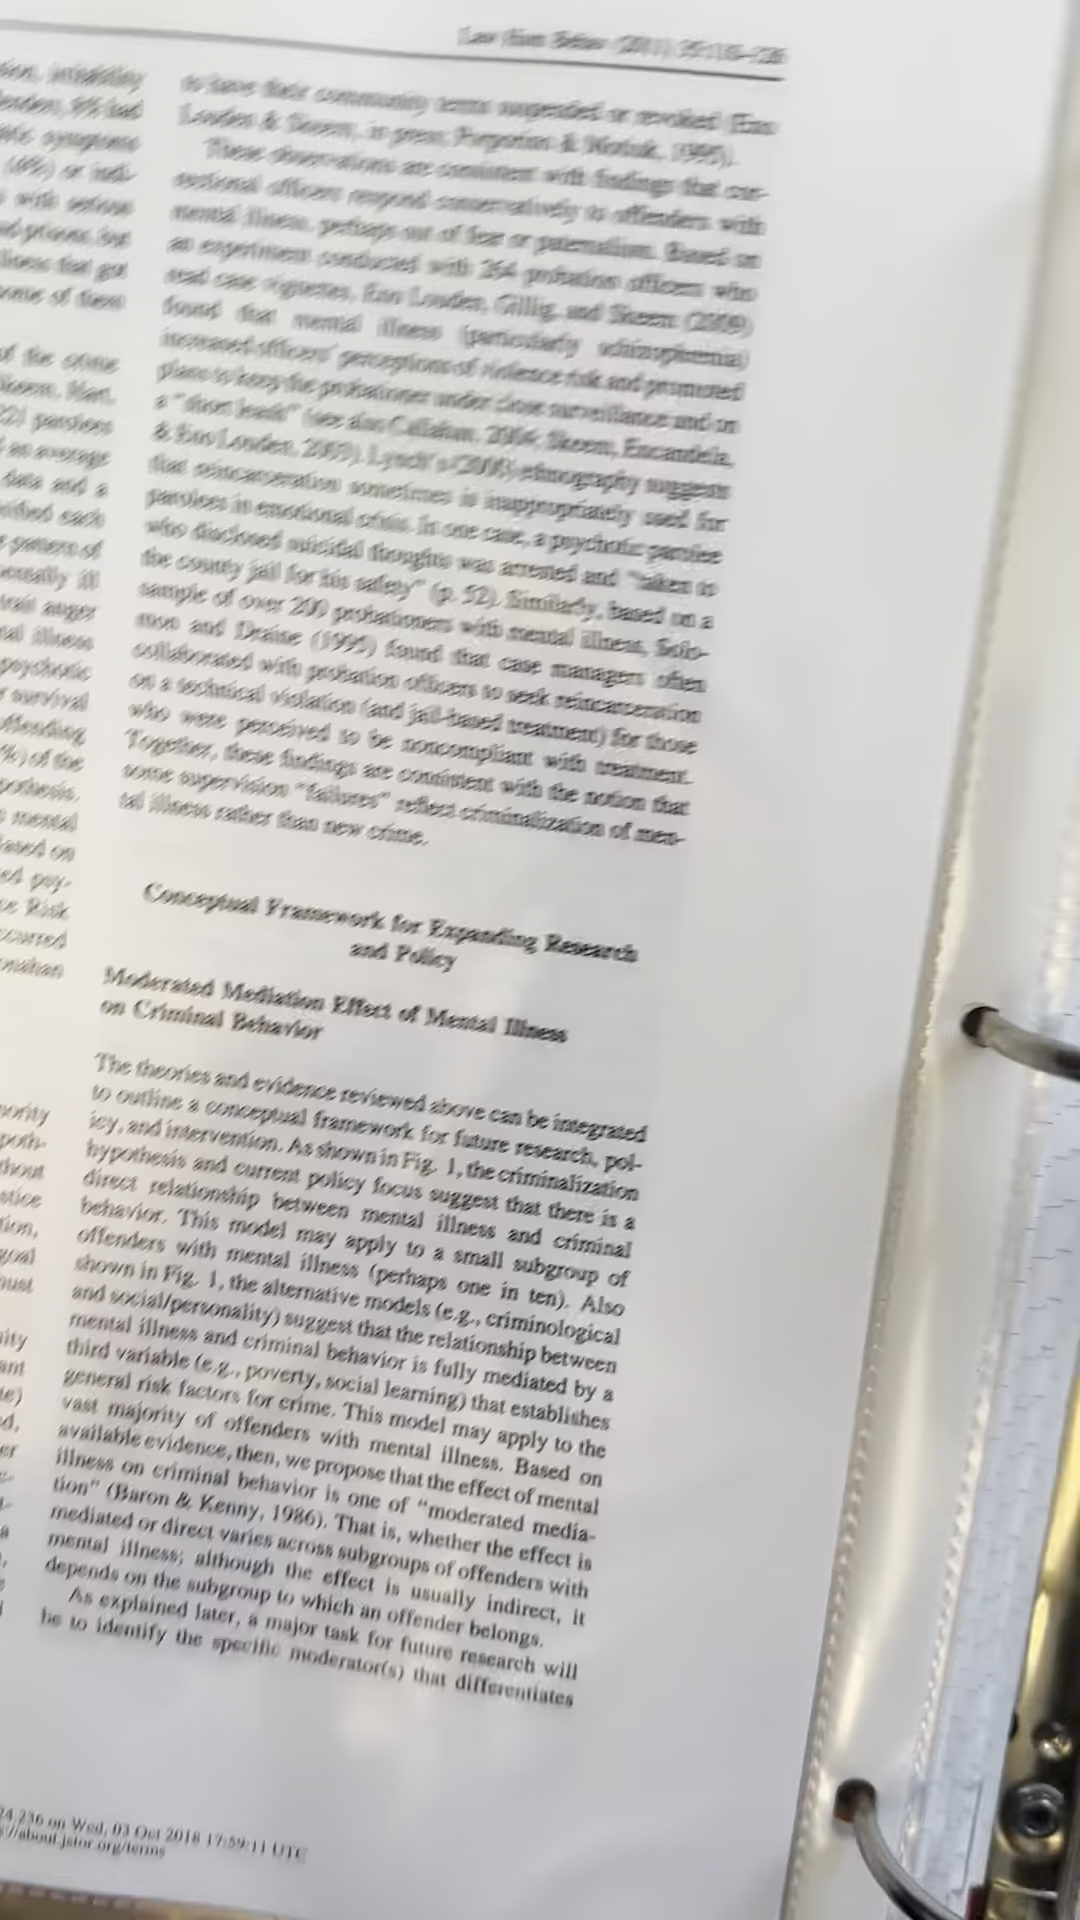 Law Hum Behav (2011) 35:110–126
to have their community terms suspended or revoked (Eno
Louden & Skeem, in press; Porporino & Motiuk, 1995).
These observations are consistent with findings that cor-
rectional officers respond conservatively to offenders with
mental illness, perhaps out of fear or paternalism. Based on
an experiment conducted with 264 probation officers who
read case vignettes, Eno Louden, Gillig, and Skeem (2009)
found that mental illness (particularly schizophrenia)
increased officers' perceptions of violence risk and promoted
plans to keep the probationer under close surveillance and on
a "short leash" (see also Callahan, 2004; Skeem, Encandela,
& Eno Louden, 2003). Lynch's (2000) ethnography suggests
that reincarceration sometimes is inappropriately used for
parolees in emotional crisis. In one case, a psychotic parolee
who disclosed suicidal thoughts was arrested and "taken to
the county jail for his safety" (p. 52). Similarly, based on a
sample of over 200 probationers with mental illness, Solo-
mon and Draine (1995) found that case managers often
collaborated with probation officers to seek reincarceration
on a technical violation (and jail-based treatment) for those
who were perceived to be noncompliant with treatment.
Together, these findings are consistent with the notion that
some supervision "failures" reflect criminalization of men-
tal illness rather than new crime.
Conceptual Framework for Expanding Research
and Policy
Moderated Mediation Effect of Mental Illness
on Criminal Behavior
The theories and evidence reviewed above can be integrated
to outline a conceptual framework for future research, pol-
icy, and intervention. As shown in Fig. 1, the criminalization
hypothesis and current policy focus suggest that there is a
direct relationship between mental illness and criminal
behavior. This model may apply to a small subgroup of
offenders with mental illness (perhaps one in ten). Also
shown in Fig. 1, the alternative models (e.g., criminological
and social/personality) suggest that the relationship between
mental illness and criminal behavior is fully mediated by a
third variable (e.g., poverty, social learning) that establishes
general risk factors for crime. This model may apply to the
vast majority of offenders with mental illness. Based on
available evidence, then, we propose that the effect of mental
illness on criminal behavior is one of "moderated media-
tion" (Baron & Kenny, 1986). That is, whether the effect is
mediated or direct varies across subgroups of offenders with
mental illness; although the effect is usually indirect, it
depends on the subgroup to which an offender belongs.
As explained later, a major task for future research will
be to identify the specific moderator(s) that differentiates
24.236 on Wed, 03 Oct 2018 17:59:11 UTC
://about.jstor.org/terms